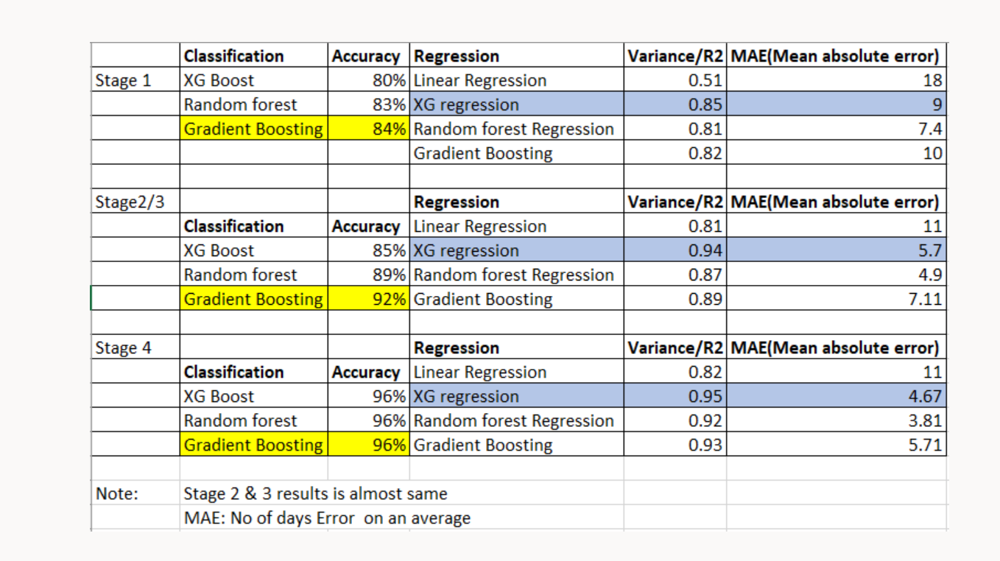 Classification Accuracy Regression Variance/R2 MAE(Mean absolute error)
Stage 1 XG Boost 80% Linear Regression 0.51 18
Random forest 83% XG regression 0.85 9
Gradient Boosting 84% Random forest Regression 0.81 7.4
Gradient Boosting 0.82 10
Stage2/3 Regression Variance/R2 MAE(Mean absolute error)
Classification Accuracy Linear Regression 0.81 11
XG Boost 85% XG regression 0.94 5.7
Random forest 89% Random forest Regression 0.87 4.9
Gradient Boosting 92% Gradient Boosting 0.89 7.11
Stage 4 Regression Variance/R2 MAE(Mean absolute error)
Classification Accuracy Linear Regression 0.82 11
XG Boost 96% XG regression 0.95 4.67
Random forest 96% Random forest Regression 0.92 3.81
Gradient Boosting 96% Gradient Boosting 0.93 5.71
Note: Stage 2 & 3 results is almost same
MAE: No of days Error on an average